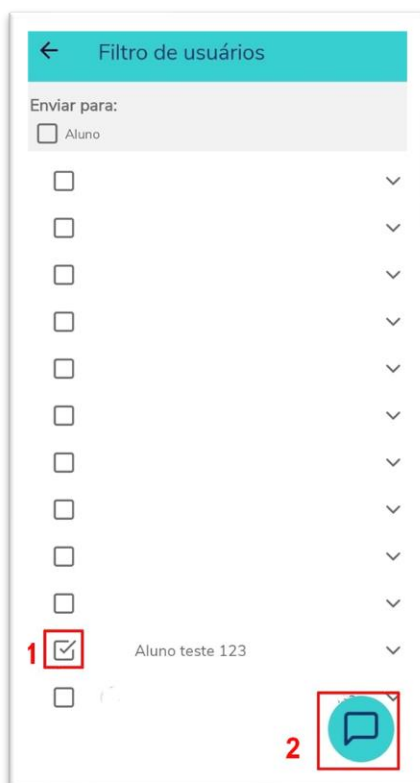 Filtro de usuários
Enviar para:
Aluno
1 Aluno teste 123
2